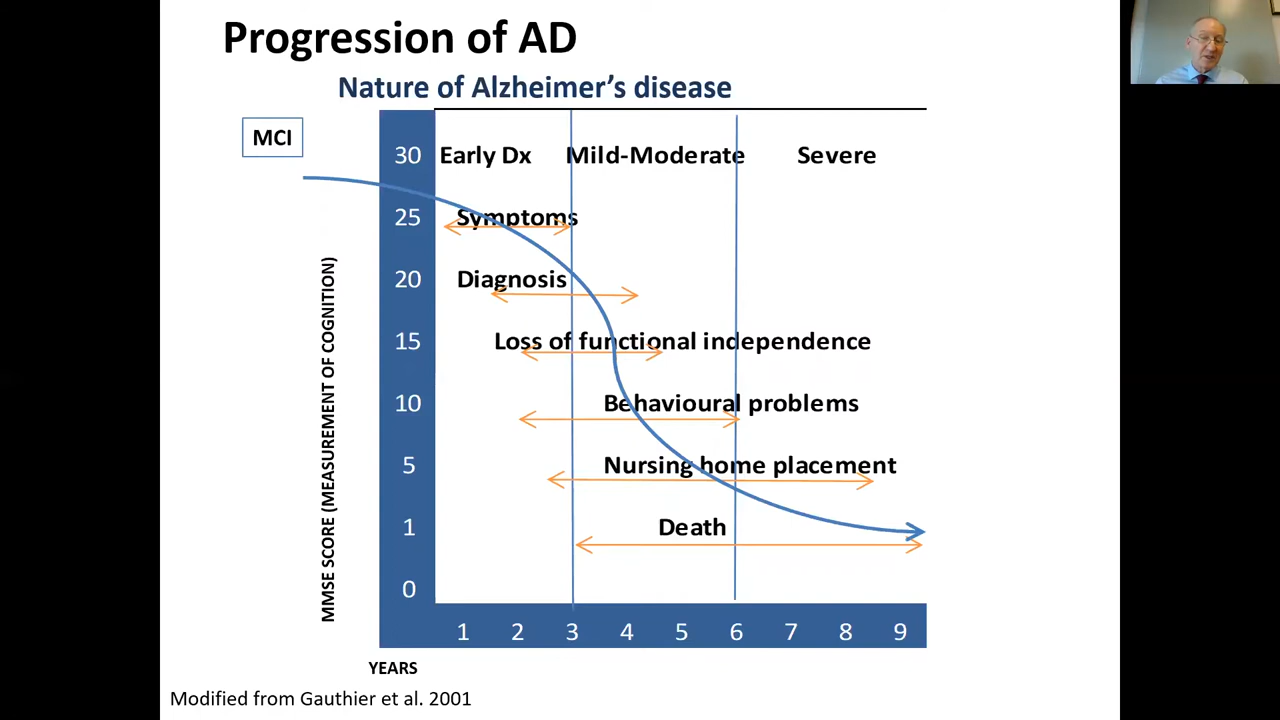 Progression of AD
Nature of Alzheimer's disease
MCI
30 Early Dx Mild-Moderate Severe
25 Symptoms
20 Diagnosis
15 Loss of functional independence
10 Behavioural problems
5 Nursing home placement
1 Death
0
MMSE SCORE (MEASUREMENT OF COGNITION)
1 2 3 4 5 6 7 8 9
YEARS
Modified from Gauthier et al. 2001